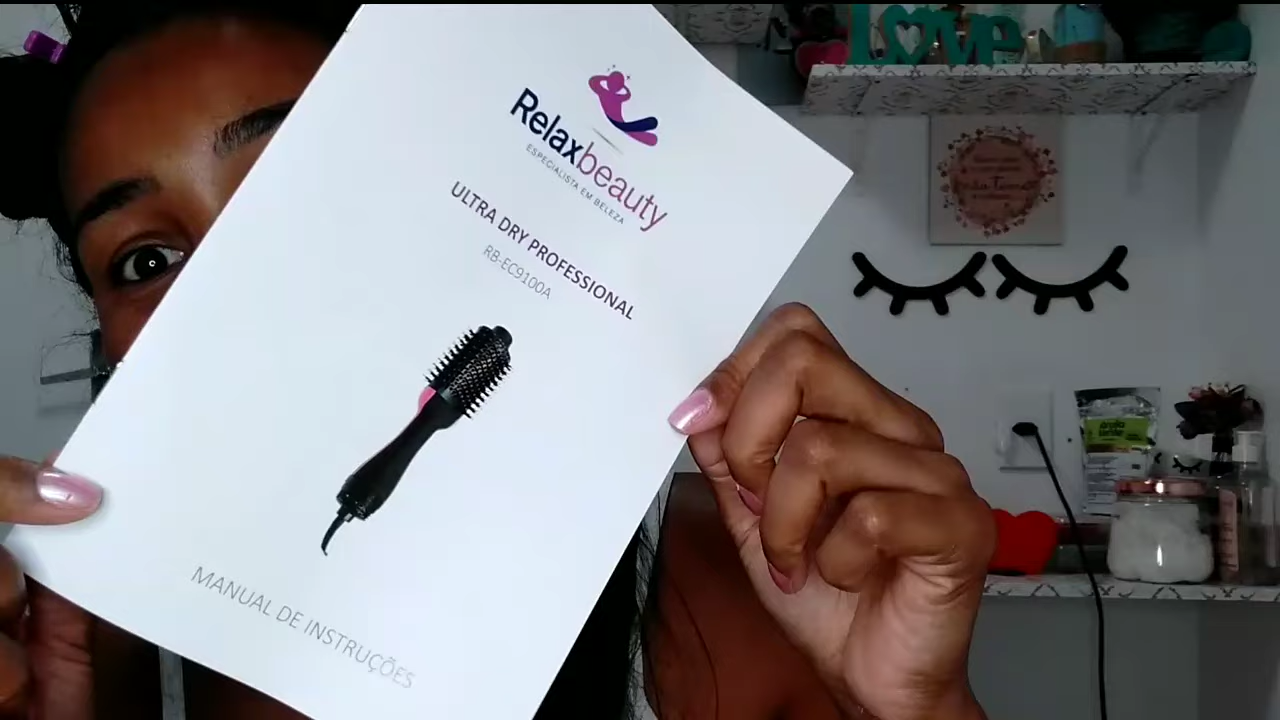 Love
Relaxbeauty
ESPECIALISTA EM BELEZA
ULTRA DRY PROFESSIONAL
RB-EC9100A
MANUAL DE INSTRUÇÕES